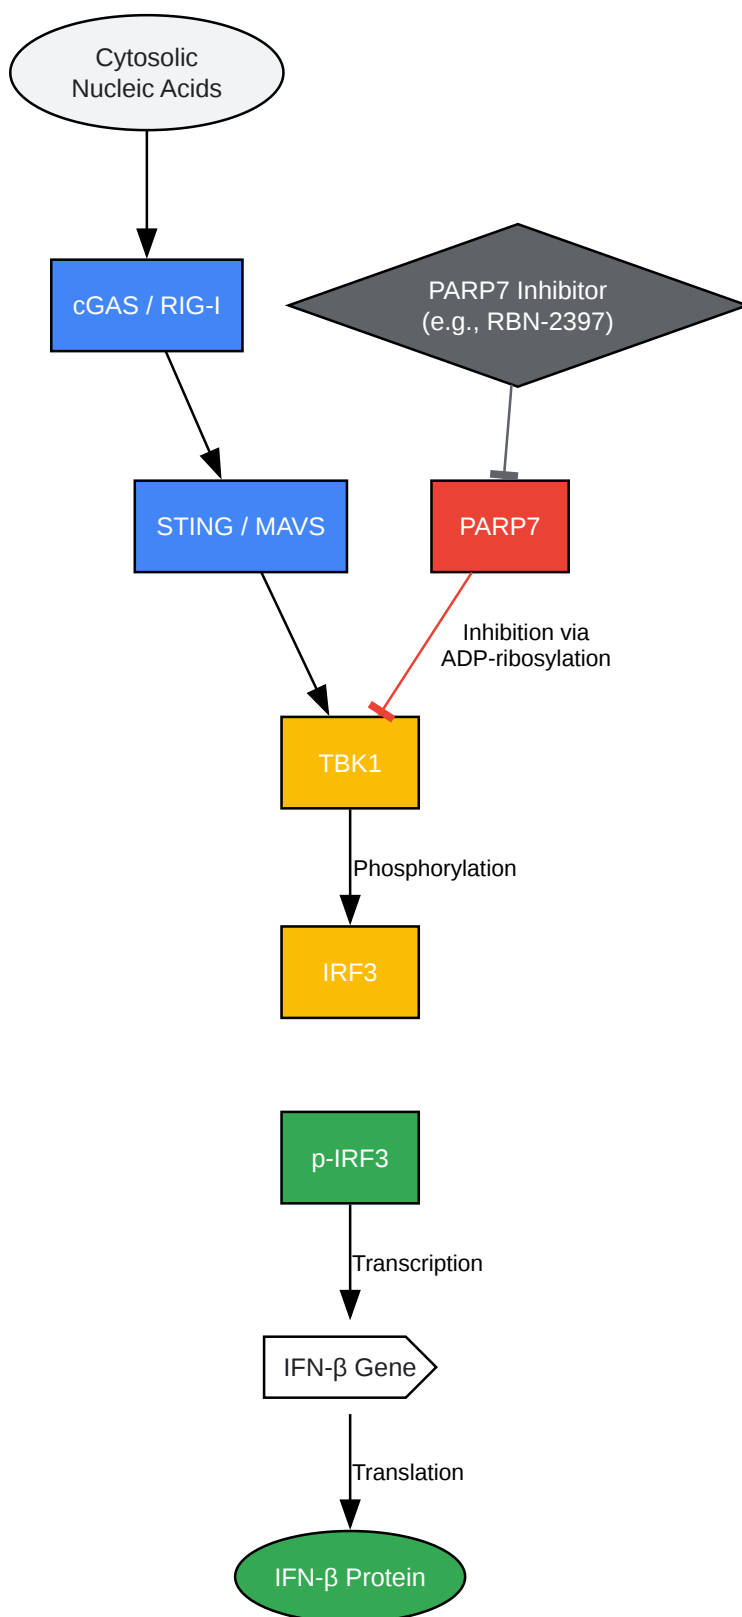 Cytosolic
Nucleic Acids
cGAS / RIG-I
PARP7 Inhibitor
(e.g., RBN-2397)
STING / MAVS
PARP7
Inhibition via
ADP-ribosylation
TBK1
Phosphorylation
IRF3
p-IRF3
Transcription
IFN-β Gene
Translation
IFN-β Protein